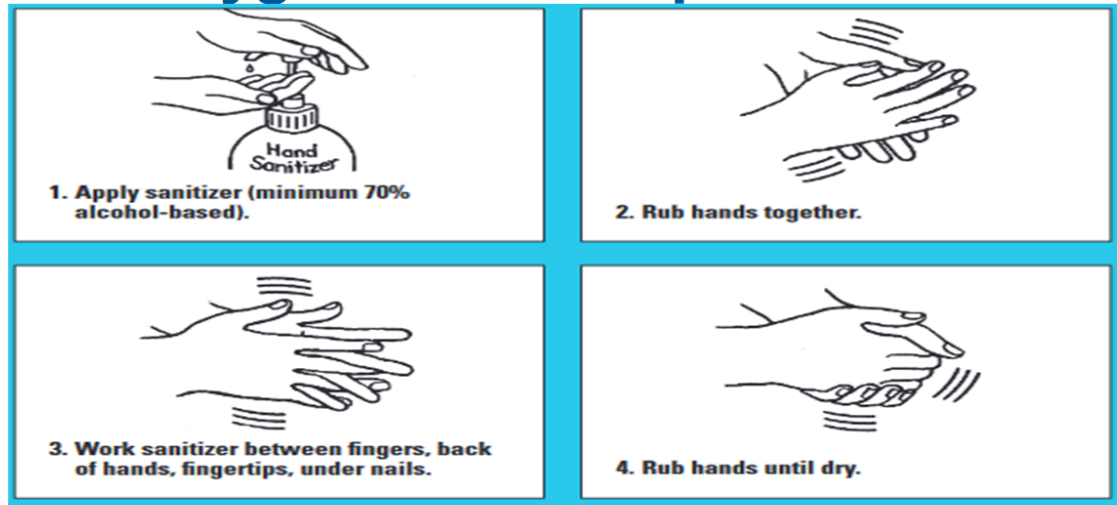 Hand
Sanitizer
1. Apply sanitizer (minimum 70%
alcohol-based).
2. Rub hands together.
3. Work sanitizer between fingers, back
of hands, fingertips, under nails.
4. Rub hands until dry.